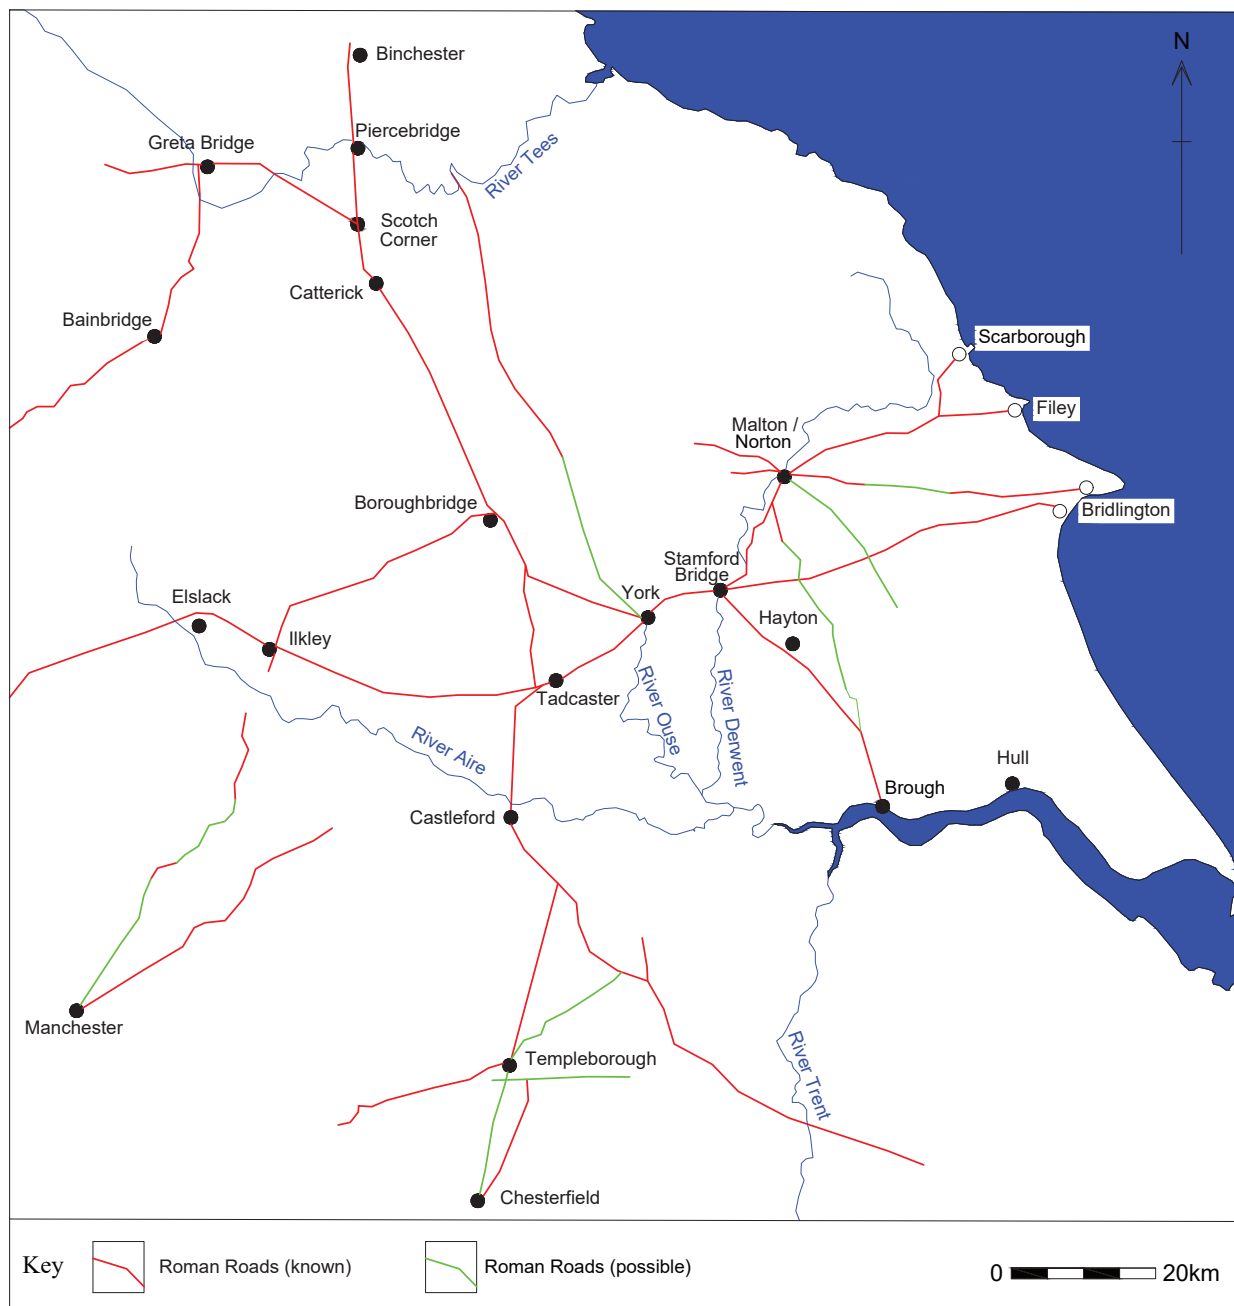 Binchester
N
Piercebridge
Greta Bridge
River Tees
Scotch
Corner
Catterick
Bainbridge
Scarborough
Filey
Malton /
Norton
Boroughbridge
Bridlington
Stamford
Bridge
Elslack
York
Hayton
Ilkley
Tadcaster
River Ouse
River Derwent
River Aire
Hull
Brough
Castleford
Manchester
Templeborough
River Trent
Chesterfield
Key
Roman Roads (known)
Roman Roads (possible)
0
20km